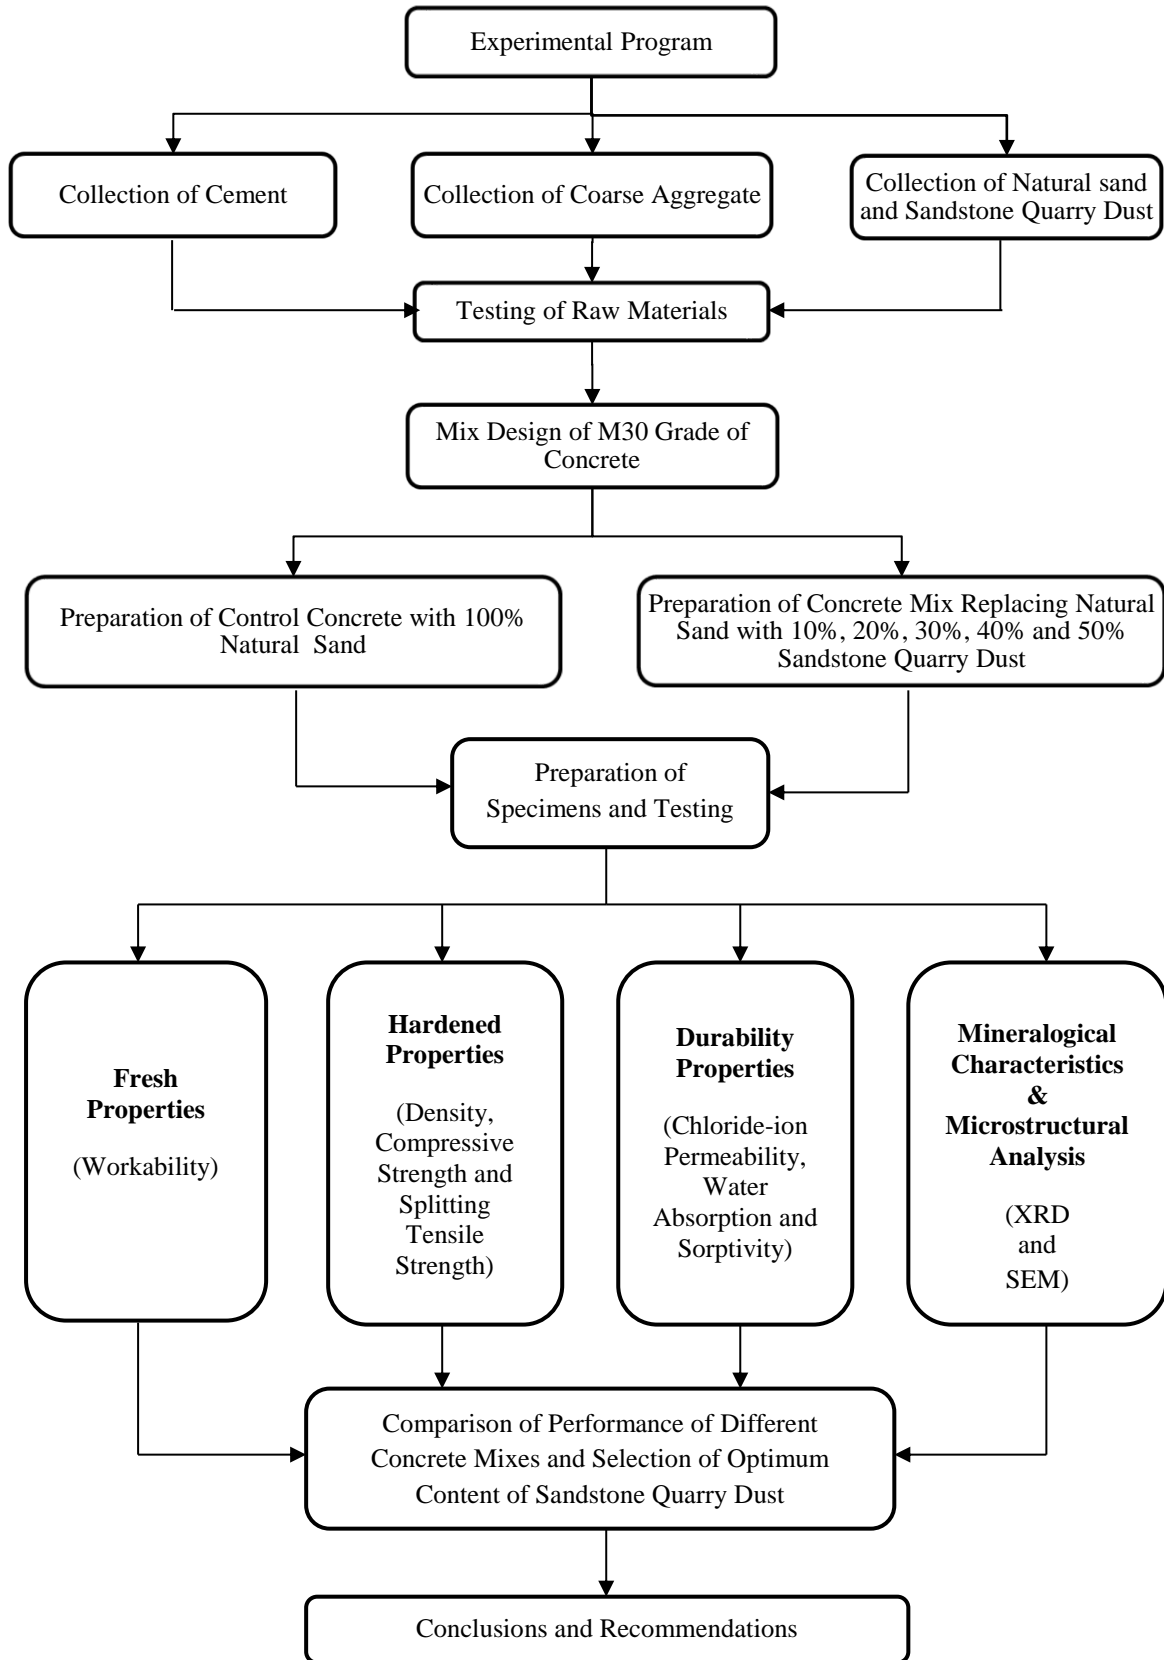 Experimental Program
Collection of Cement
Collection of Coarse Aggregate
Collection of Natural sand
and Sandstone Quarry Dust
Testing of Raw Materials
Mix Design of M30 Grade of
Concrete
Preparation of Control Concrete with 100%
Natural Sand
Preparation of Concrete Mix Replacing Natural
Sand with 10%, 20%, 30%, 40% and 50%
Sandstone Quarry Dust
Preparation of
Specimens and Testing
Fresh
Properties
(Workability)
Hardened
Properties
(Density,
Compressive
Strength and
Splitting
Tensile
Strength)
Durability
Properties
(Chloride-ion
Permeability,
Water
Absorption and
Sorptivity)
Mineralogical
Characteristics
&
Microstructural
Analysis
(XRD
and
SEM)
Comparison of Performance of Different
Concrete Mixes and Selection of Optimum
Content of Sandstone Quarry Dust
Conclusions and Recommendations